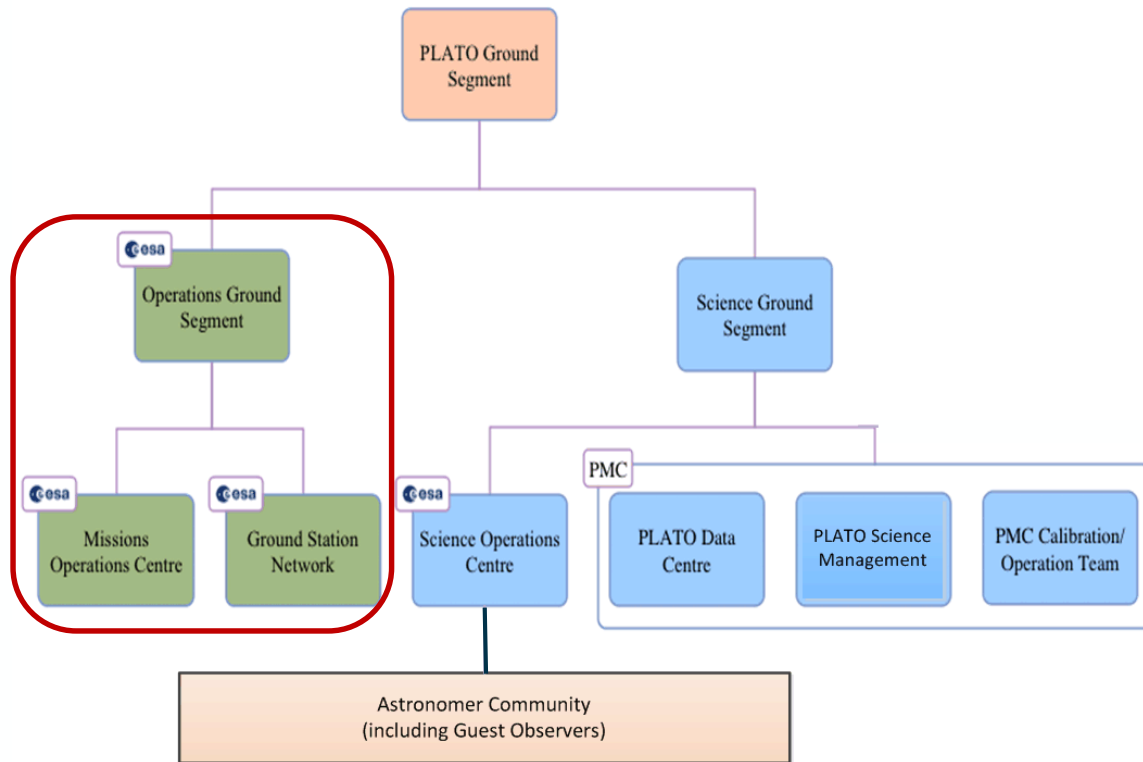 PLATO Ground
Segment
esa
Operations Ground
Segment
Science Ground
Segment
esa
Missions
Operations Centre
esa
Ground Station
Network
esa
Science Operations
Centre
PMC
PLATO Data
Centre
PLATO Science
Management
PMC Calibration/
Operation Team
Astronomer Community
(including Guest Observers)